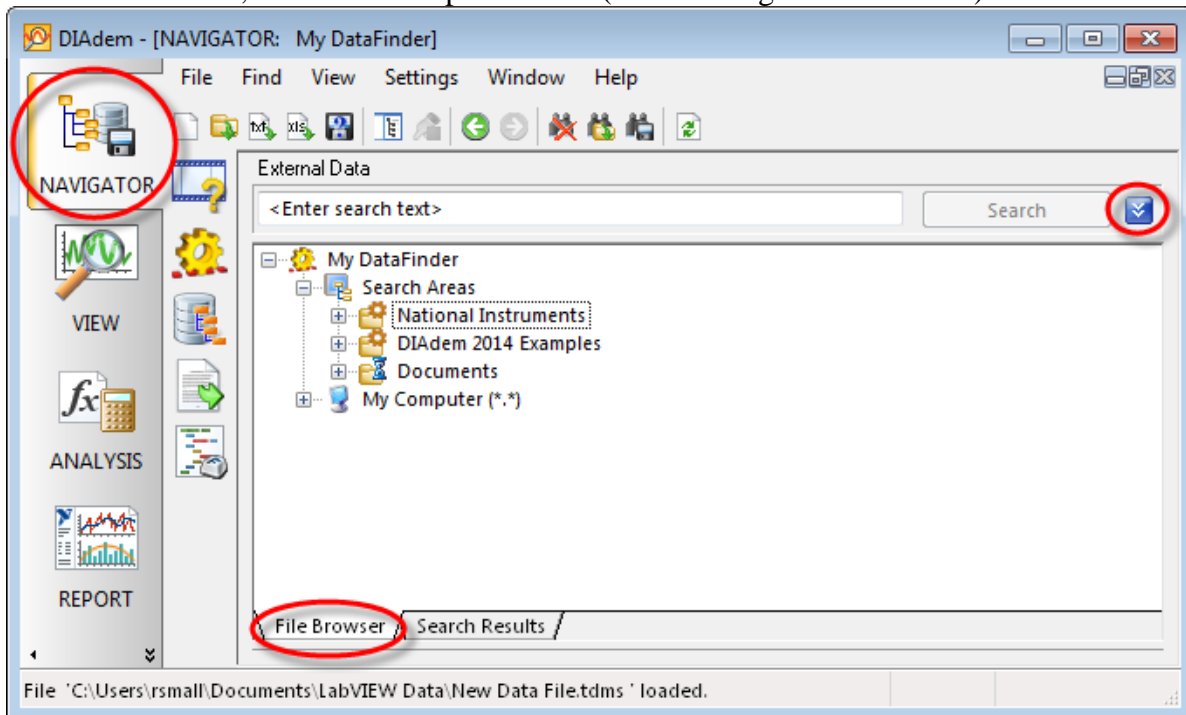 DIAdem - [NAVIGATOR: My DataFinder]
File Find View Settings Window Help
NAVIGATOR
External Data
<Enter search text>
Search
My DataFinder
Search Areas
National Instruments
DIAdem 2014 Examples
Documents
My Computer (*.*)
VIEW
ANALYSIS
REPORT
File Browser Search Results
File 'C:\Users\rsmall\Documents\LabVIEW Data\New Data File.tdms ' loaded.